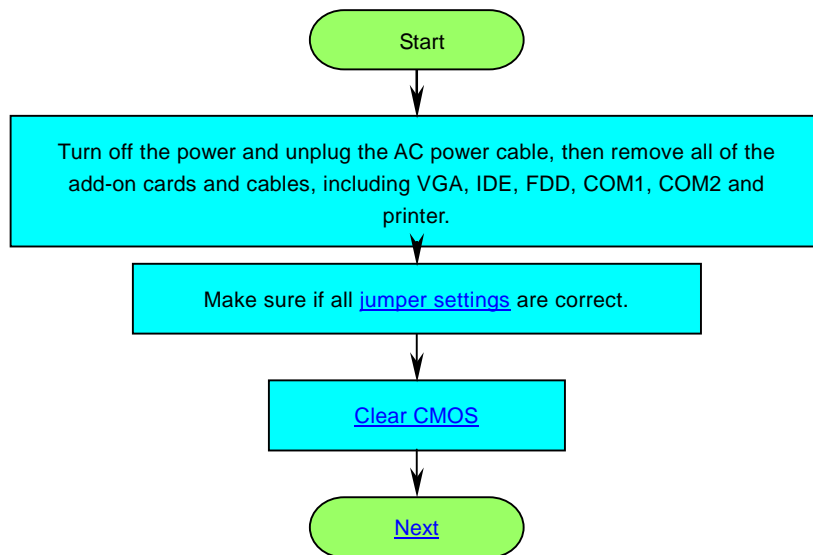 Start
Turn off the power and unplug the AC power cable, then remove all of the
add-on cards and cables, including VGA, IDE, FDD, COM1, COM2 and
printer.
Make sure if all jumper settings are correct.
Clear CMOS
Next